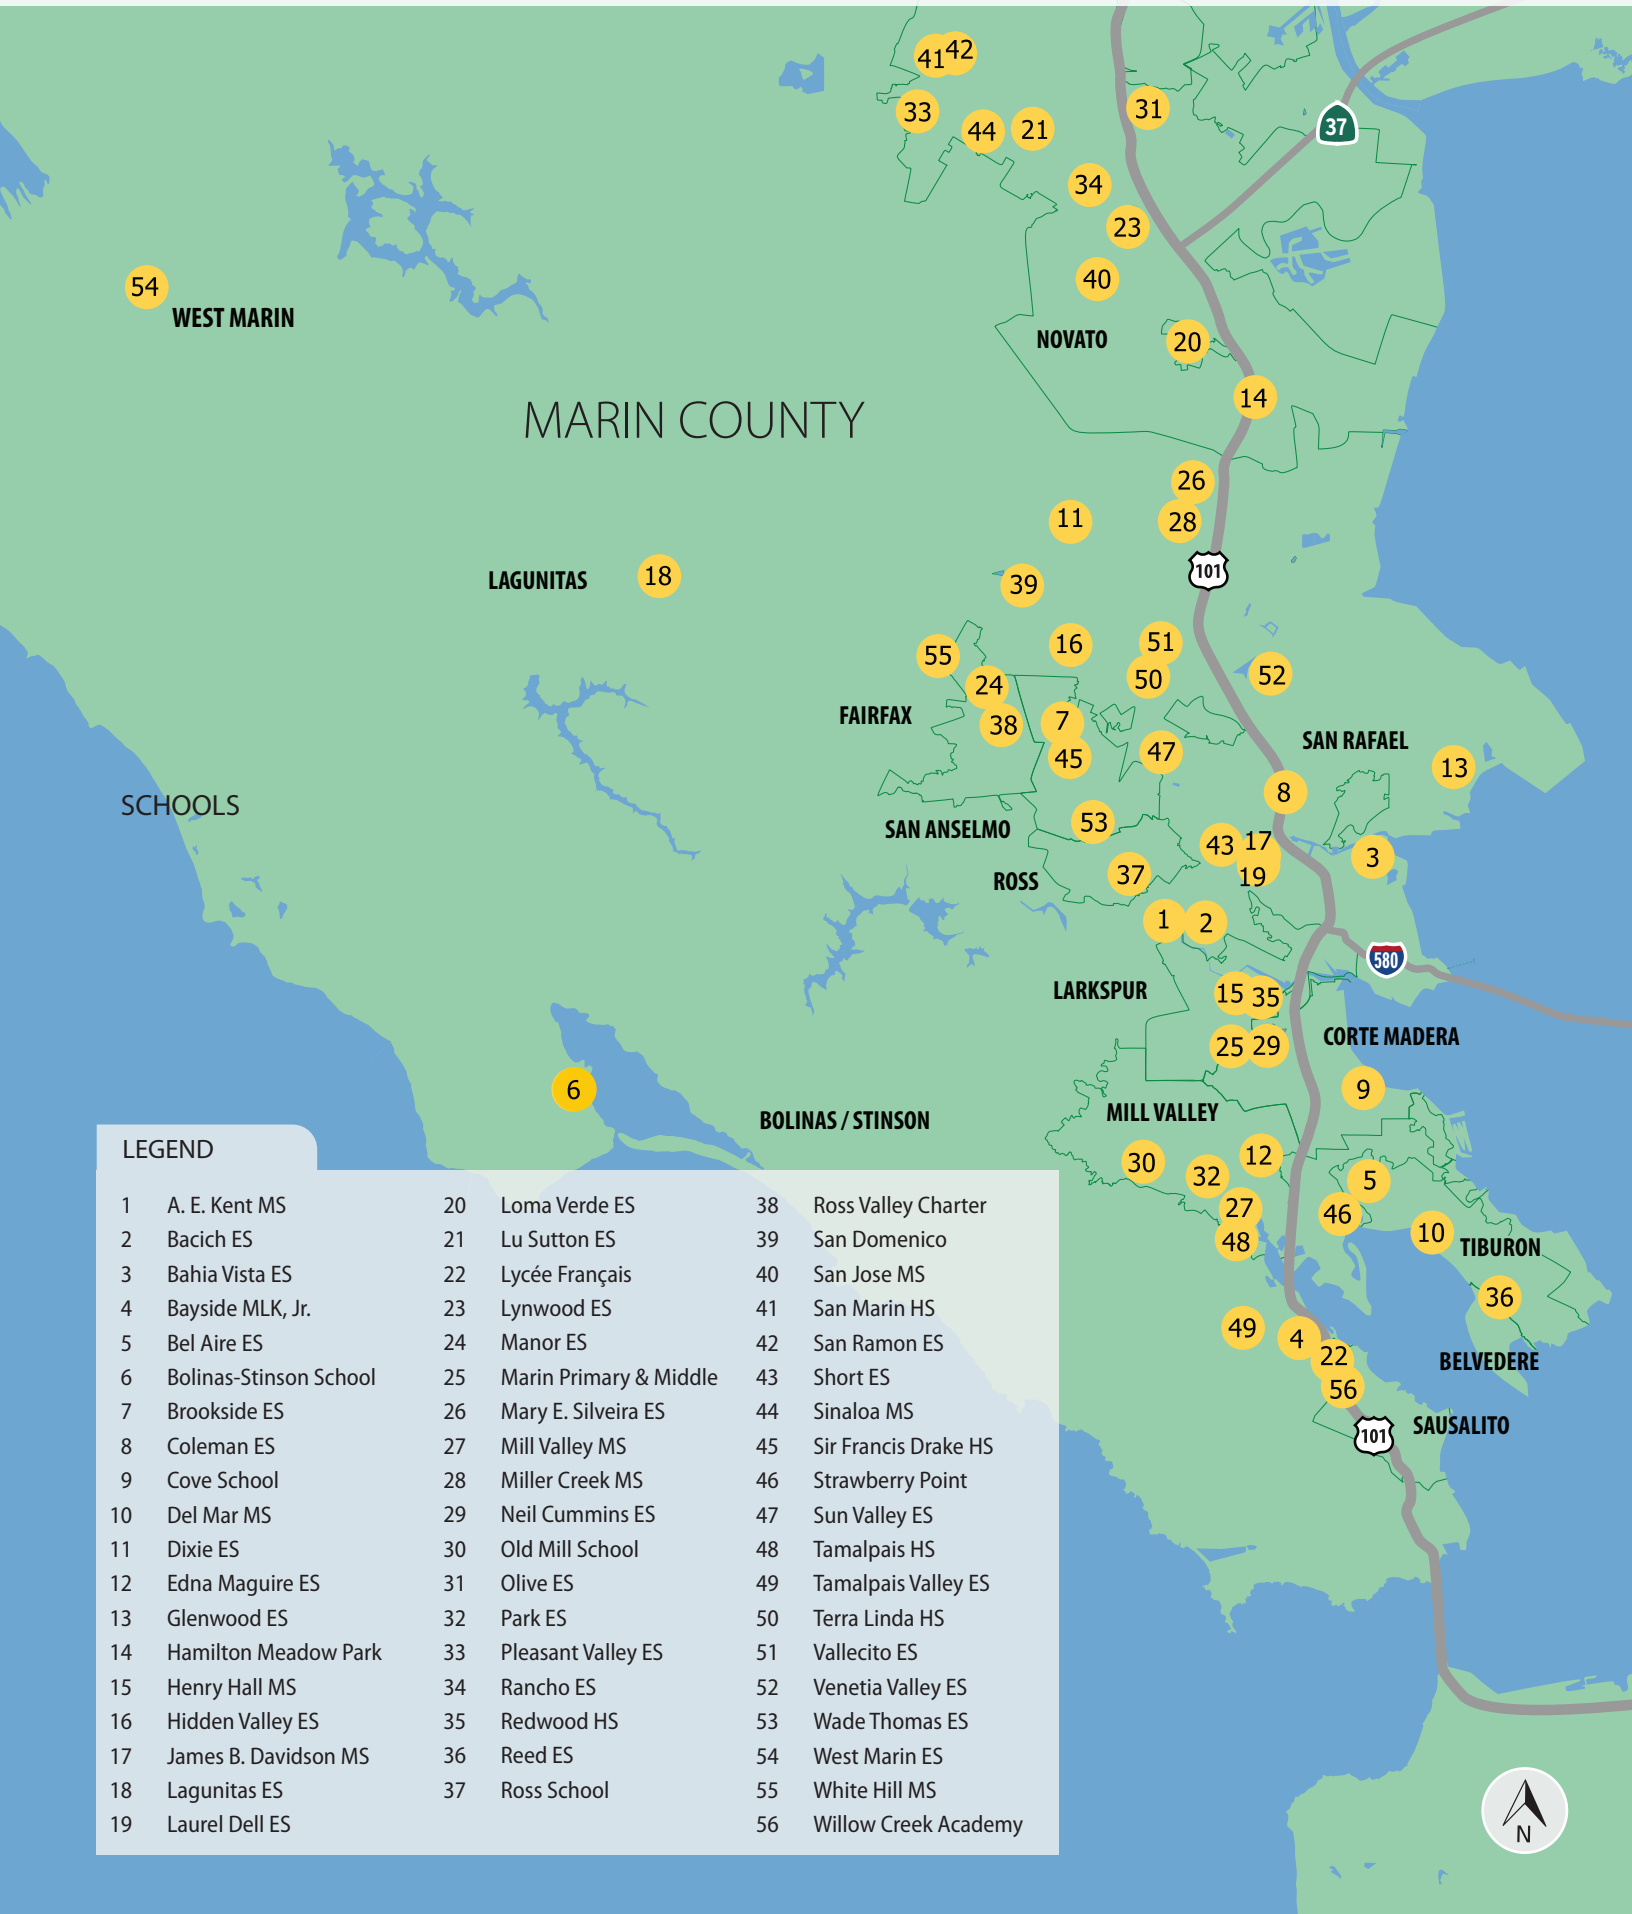 41
42
33
44
21
31
37
34
23
54
WEST MARIN
40
NOVATO
20
14
MARIN COUNTY
26
11
28
101
LAGUNITAS
18
39
16
51
55
50
52
24
FAIRFAX
38
7
45
47
SAN RAFAEL
13
8
SCHOOLS
SAN ANSELMO
53
43
17
3
19
ROSS
37
1
2
580
LARKSPUR
15
35
CORTE MADERA
25
29
6
9
BOLINAS / STINSON
MILL VALLEY
30
12
32
5
27
46
48
10
TIBURON
36
49
4
22
BELVEDERE
56
SAUSALITO
101
LEGEND
1 A. E. Kent MS
2 Bacich ES
3 Bahia Vista ES
4 Bayside MLK, Jr.
5 Bel Aire ES
6 Bolinas-Stinson School
7 Brookside ES
8 Coleman ES
9 Cove School
10 Del Mar MS
11 Dixie ES
12 Edna Maguire ES
13 Glenwood ES
14 Hamilton Meadow Park
15 Henry Hall MS
16 Hidden Valley ES
17 James B. Davidson MS
18 Lagunitas ES
19 Laurel Dell ES
20 Loma Verde ES
21 Lu Sutton ES
22 Lycée Français
23 Lynwood ES
24 Manor ES
25 Marin Primary & Middle
26 Mary E. Silveira ES
27 Mill Valley MS
28 Miller Creek MS
29 Neil Cummins ES
30 Old Mill School
31 Olive ES
32 Park ES
33 Pleasant Valley ES
34 Rancho ES
35 Redwood HS
36 Reed ES
37 Ross School
38 Ross Valley Charter
39 San Domenico
40 San Jose MS
41 San Marin HS
42 San Ramon ES
43 Short ES
44 Sinaloa MS
45 Sir Francis Drake HS
46 Strawberry Point
47 Sun Valley ES
48 Tamalpais HS
49 Tamalpais Valley ES
50 Terra Linda HS
51 Vallecito ES
52 Venetia Valley ES
53 Wade Thomas ES
54 West Marin ES
55 White Hill MS
56 Willow Creek Academy
N